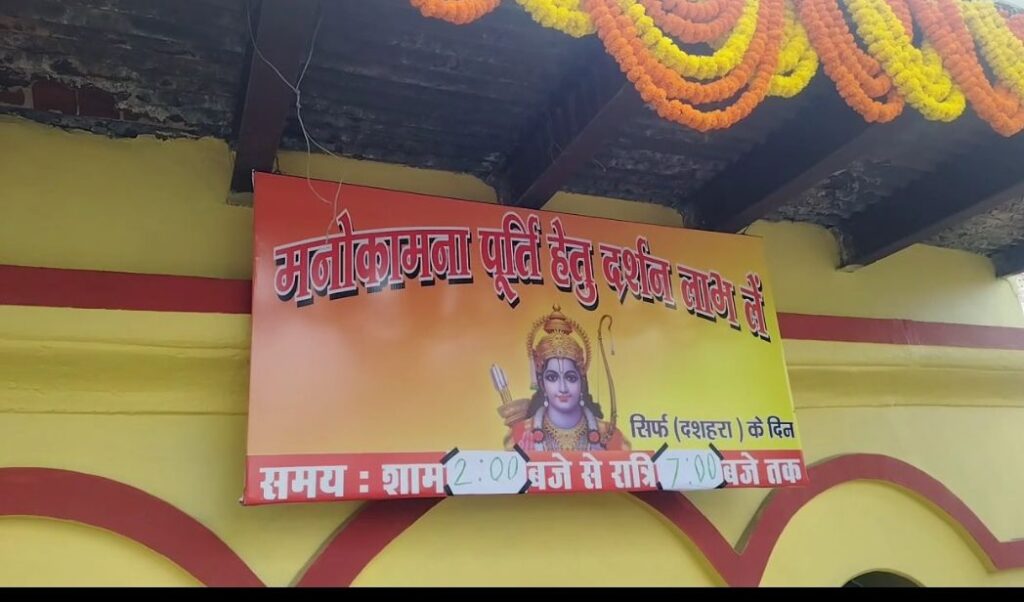 मनोकामना पूर्ति हेतु दर्शन लाभ लें
सिर्फ (दशहरा) के दिन
समय : शाम 2:00 बजे से रात्रि 7:00 बजे तक